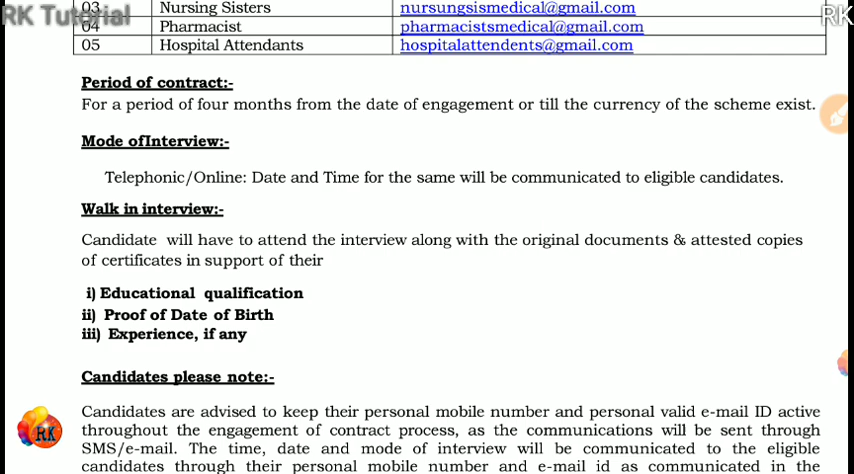 RK Tutorial
RK
03 Nursing Sisters nursungsismedical@gmail.com
04 Pharmacist pharmacistsmedical@gmail.com
05 Hospital Attendants hospitalattendents@gmail.com
Period of contract:-
For a period of four months from the date of engagement or till the currency of the scheme exist.
Mode ofInterview:-
Telephonic/Online: Date and Time for the same will be communicated to eligible candidates.
Walk in interview:-
Candidate will have to attend the interview along with the original documents & attested copies
of certificates in support of their
i) Educational qualification
ii) Proof of Date of Birth
iii) Experience, if any
Candidates please note:-
Candidates are advised to keep their personal mobile number and personal valid e-mail ID active
throughout the engagement of contract process, as the communications will be sent through
SMS/e-mail. The time, date and mode of interview will be communicated to the eligible
candidates through their personal mobile number and e-mail id as communicated in the
RK